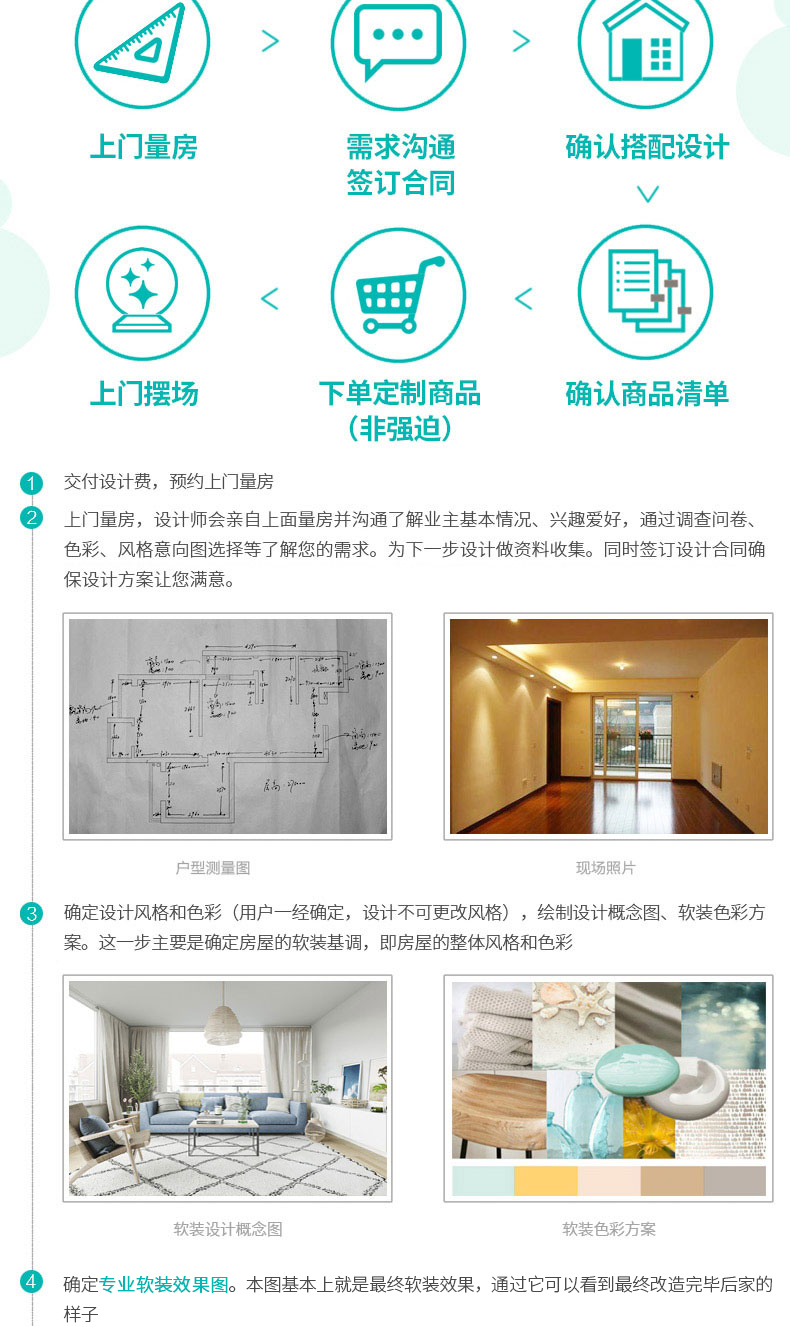 上门量房
需求沟通
签订合同
确认搭配设计
上门摆场
下单定制商品
（非强迫）
确认商品清单
1 交付设计费，预约上门量房
2 上门量房，设计师会亲自上面量房并沟通了解业主基本情况、兴趣爱好，通过调查问卷、
色彩、风格意向图选择等了解您的需求。为下一步设计做资料收集。同时签订设计合同确
保设计方案让您满意。
户型测量图
现场照片
3 确定设计风格和色彩（用户一经确定，设计不可更改风格），绘制设计概念图、软装色彩方
案。这一步主要是确定房屋的软装基调，即房屋的整体风格和色彩
软装设计概念图
软装色彩方案
4 确定专业软装效果图。本图基本上就是最终软装效果，通过它可以看到最终改造完毕后家的
样子